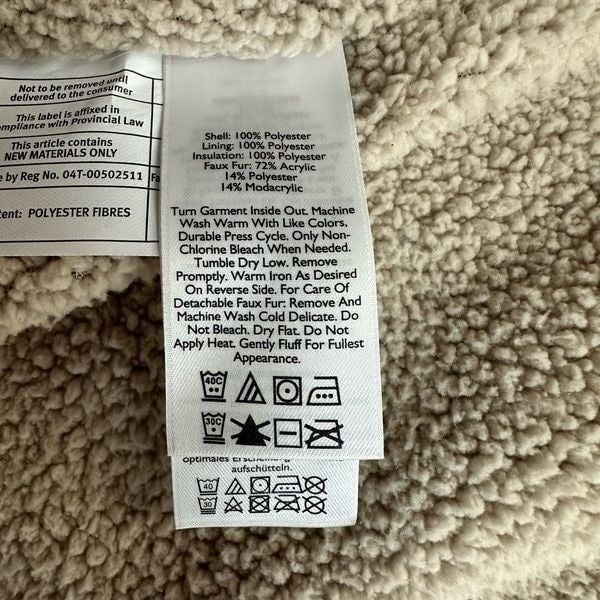 Not to be removed until
delivered to the consumer
This label is affixed in
compliance with Provincial Law
This article contains
NEW MATERIALS ONLY
by Reg No. 04T-00502511
POLYESTER FIBRES
Shell: 100% Polyester
Lining: 100% Polyester
Insulation: 100% Polyester
Faux Fur: 72% Acrylic
14% Polyester
14% Modacrylic
Turn Garment Inside Out. Machine
Wash Warm With Like Colors,
Durable Press Cycle. Only Non-
Chlorine Bleach When Needed.
Tumble Dry Low. Remove
Promptly. Warm Iron As Desired
On Reverse Side. For Care Of
Detachable Faux Fur: Remove And
Machine Wash Cold Delicate. Do
Not Bleach. Dry Flat. Do Not
Apply Heat. Gently Fluff For Fullest
Appearance.
40C
30C
optimales
aufschütteln.
40
30